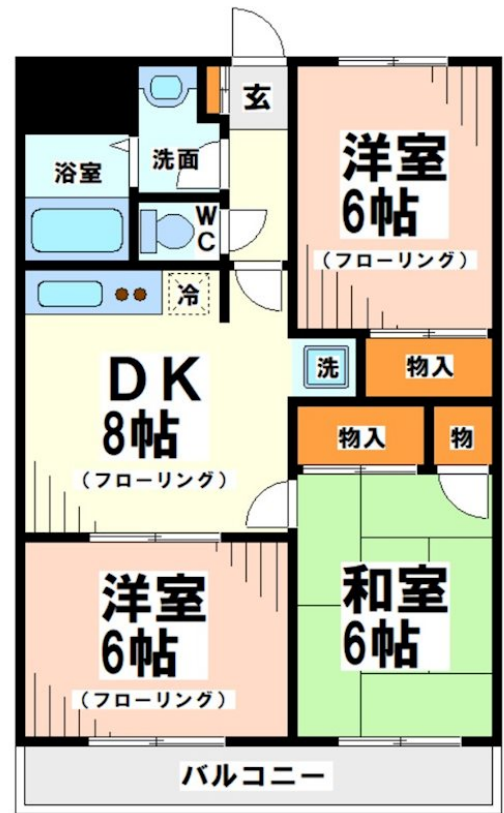 玄
洗面
浴室
WC
洋室
6帖
(フローリング)
冷
DK
8帖
(フローリング)
洗
物入
物入
物
洋室
6帖
(フローリング)
和室
6帖
バルコニー